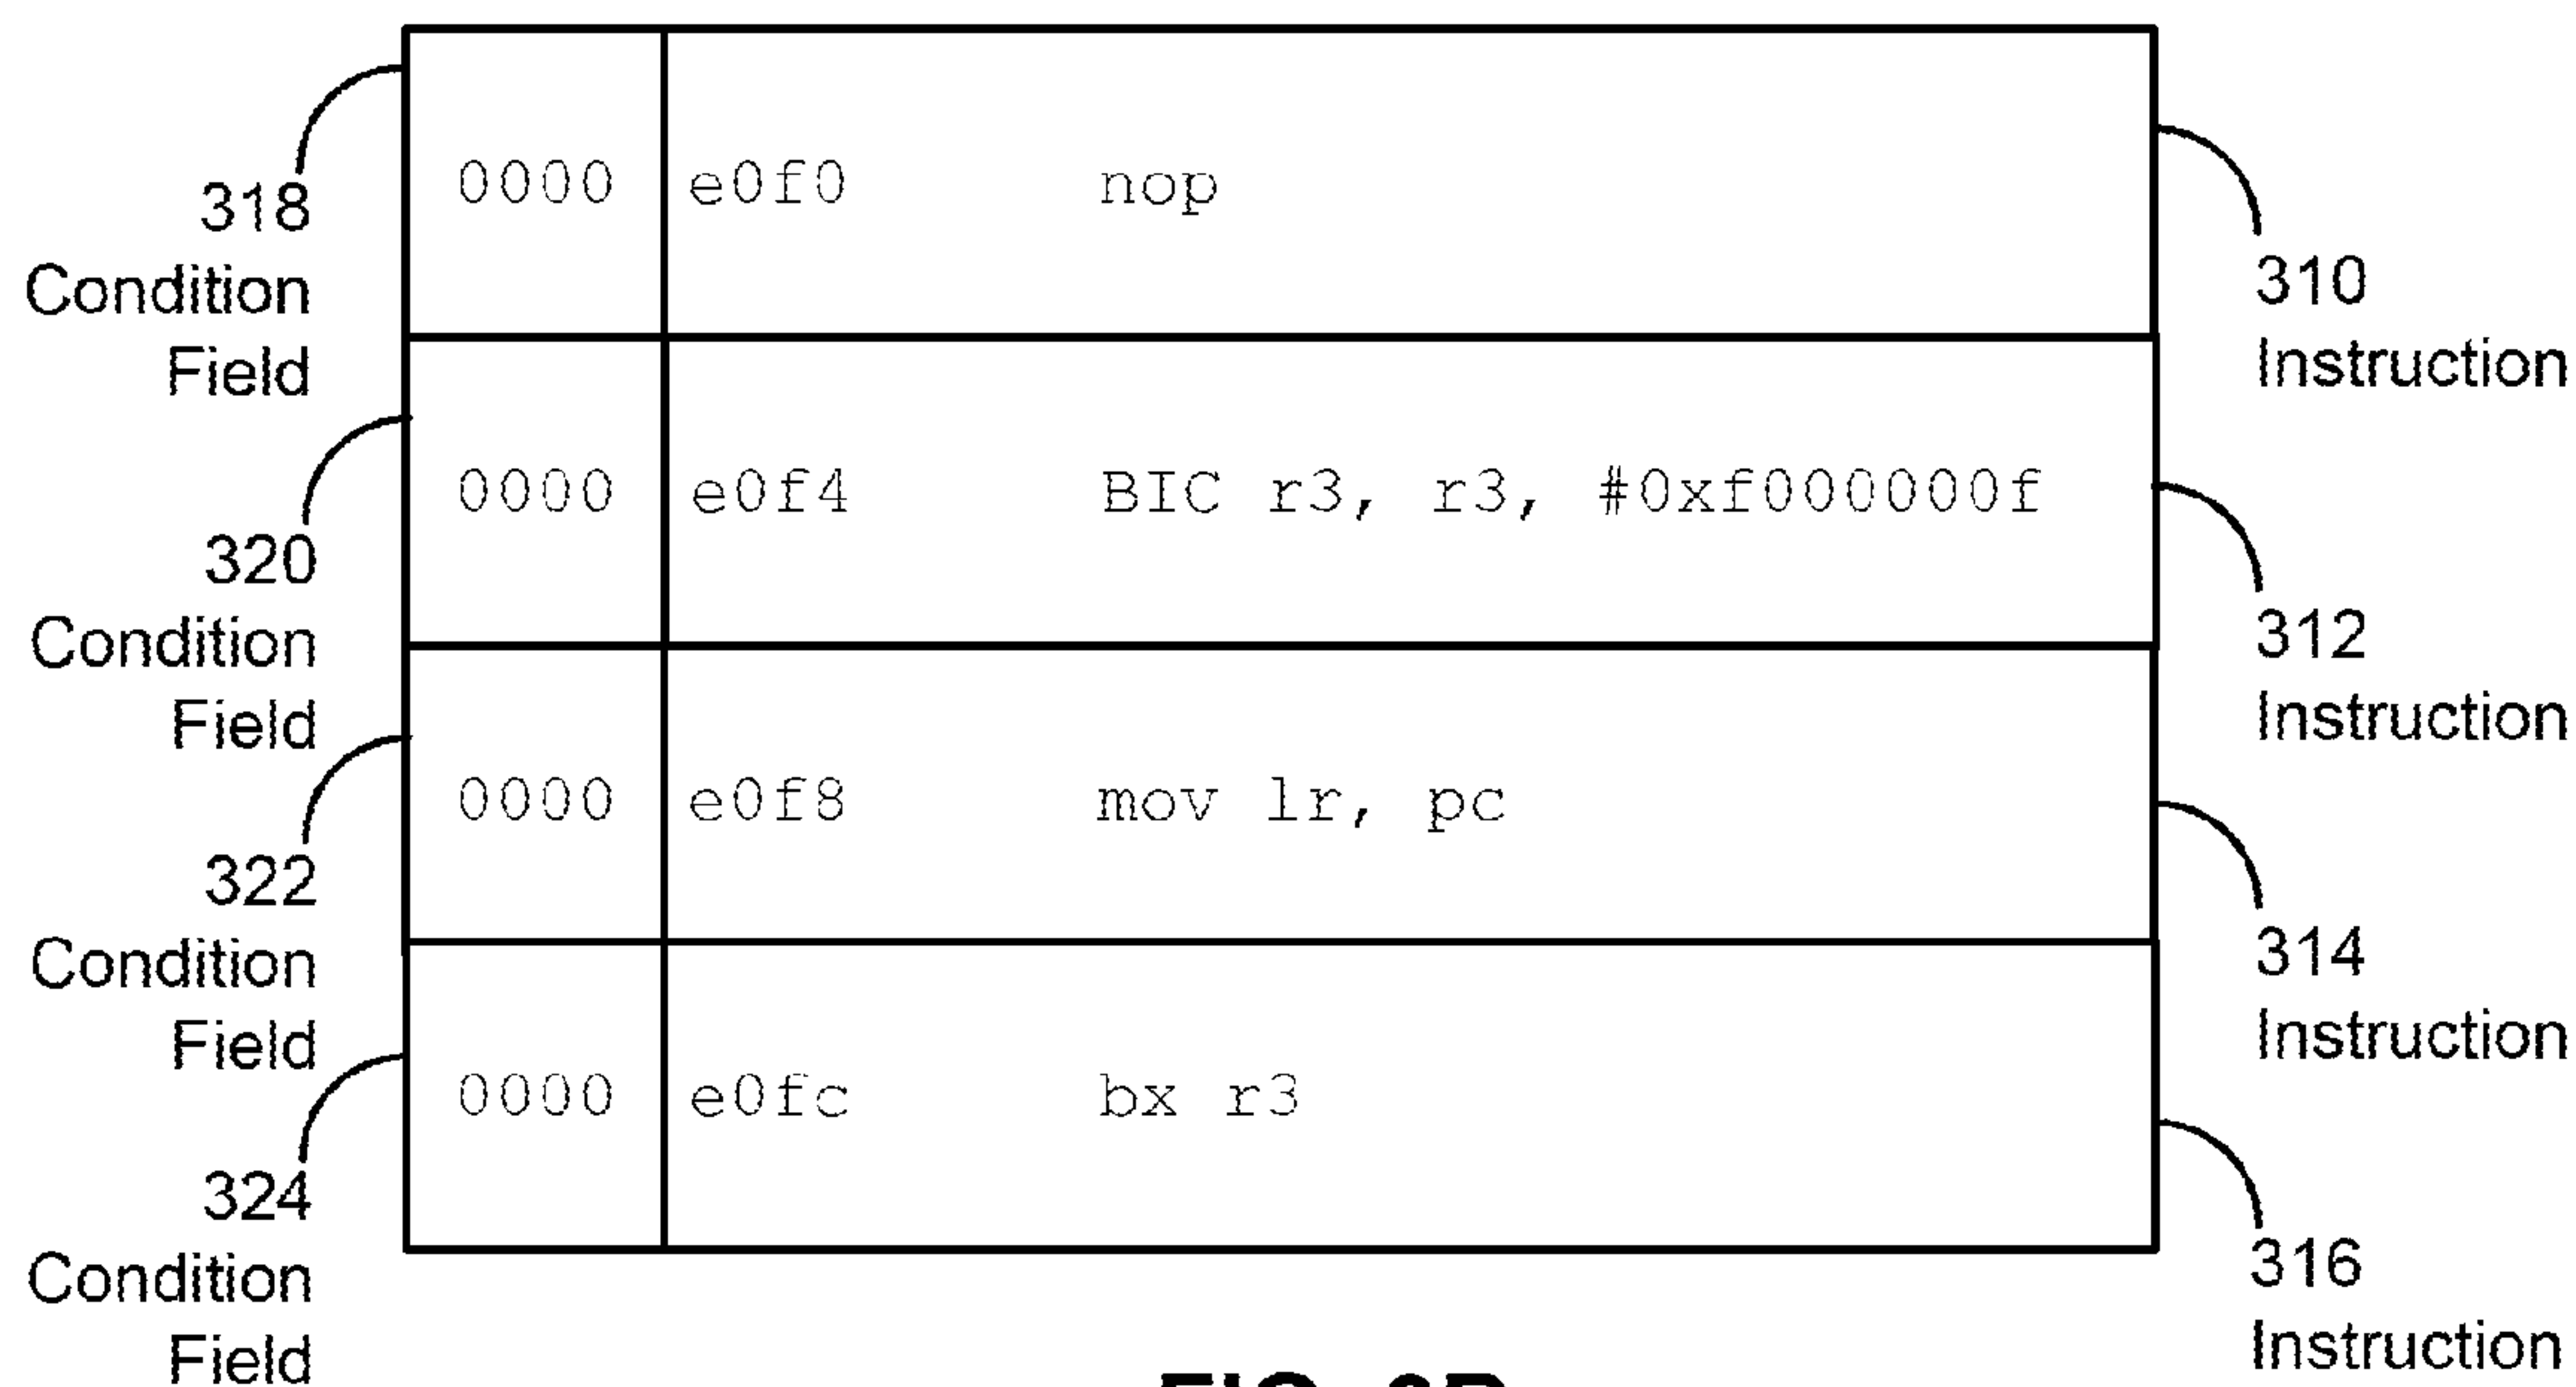 318
Condition
Field
0000 e0f0 nop
310
Instruction
320
Condition
Field
0000 e0f4 BIC r3, r3, #0xf000000f
312
Instruction
322
Condition
Field
0000 e0f8 mov lr, pc
314
Instruction
324
Condition
Field
0000 e0fc bx r3
316
Instruction